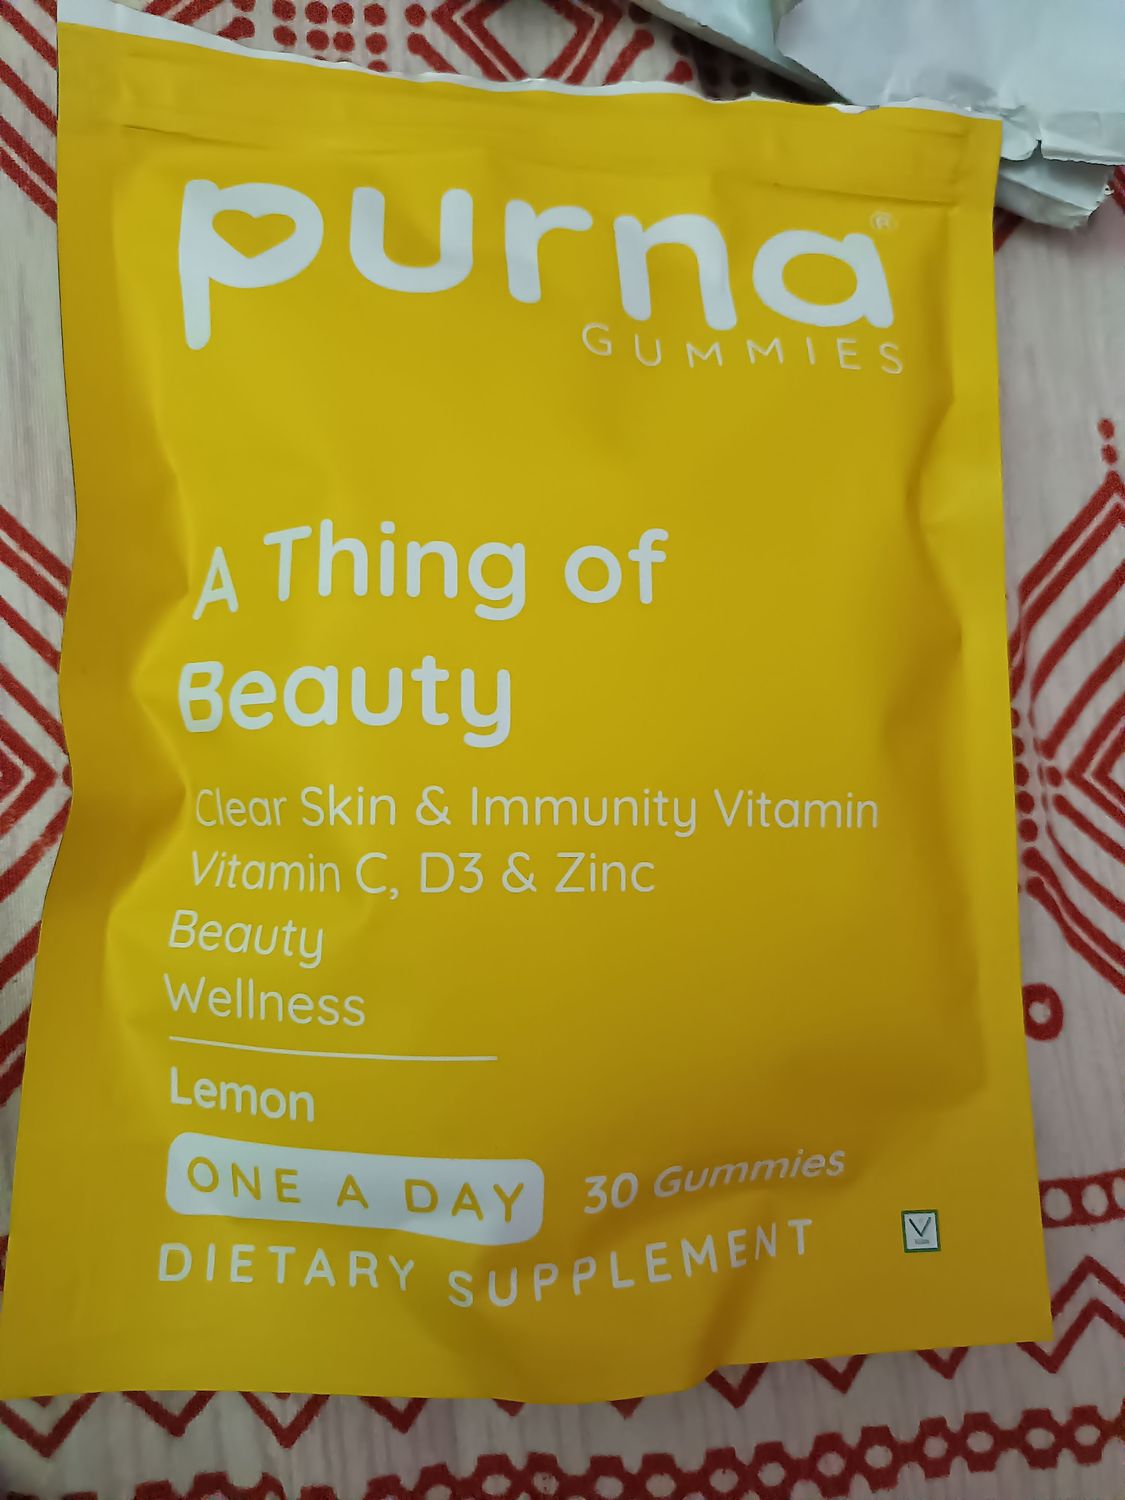 purna®
GUMMIES
A Thing of
Beauty
Clear Skin & Immunity Vitamin
Vitamin C, D3 & Zinc
Beauty
Wellness
Lemon
ONE A DAY 30 Gummies
DIETARY SUPPLEMENT
V